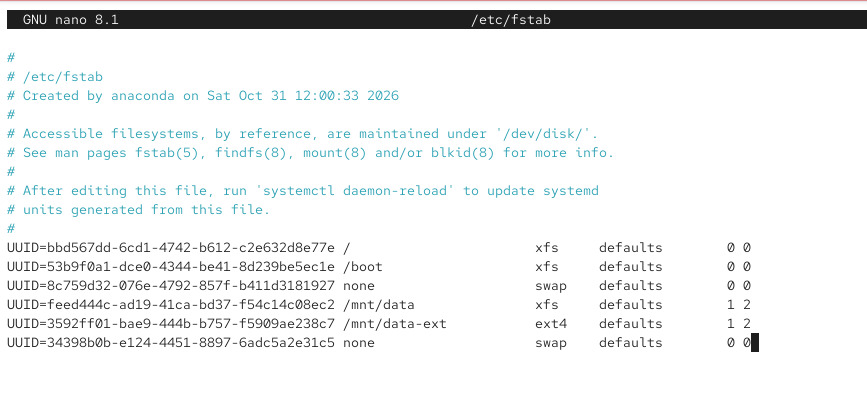 GNU nano 8.1 /etc/fstab
#
# /etc/fstab
# Created by anaconda on Sat Oct 31 12:00:33 2026
#
# Accessible filesystems, by reference, are maintained under '/dev/disk/'.
# See man pages fstab(5), findfs(8), mount(8) and/or blkid(8) for more info.
#
# After editing this file, run 'systemctl daemon-reload' to update systemd
# units generated from this file.
#
UUID=bbd567dd-6cd1-4742-b612-c2e632d8e77e / xfs defaults 0 0
UUID=53b9f0a1-dce0-4344-be41-8d239be5ec1e /boot xfs defaults 0 0
UUID=8c759d32-076e-4792-857f-b411d3181927 none swap defaults 0 0
UUID=feed444c-ad19-41ca-bd37-f54c14c08ec2 /mnt/data xfs defaults 1 2
UUID=3592ff01-bae9-444b-b757-f5909ae238c7 /mnt/data-ext ext4 defaults 1 2
UUID=34398b0b-e124-4451-8897-6adc5a2e31c5 none swap defaults 0 0